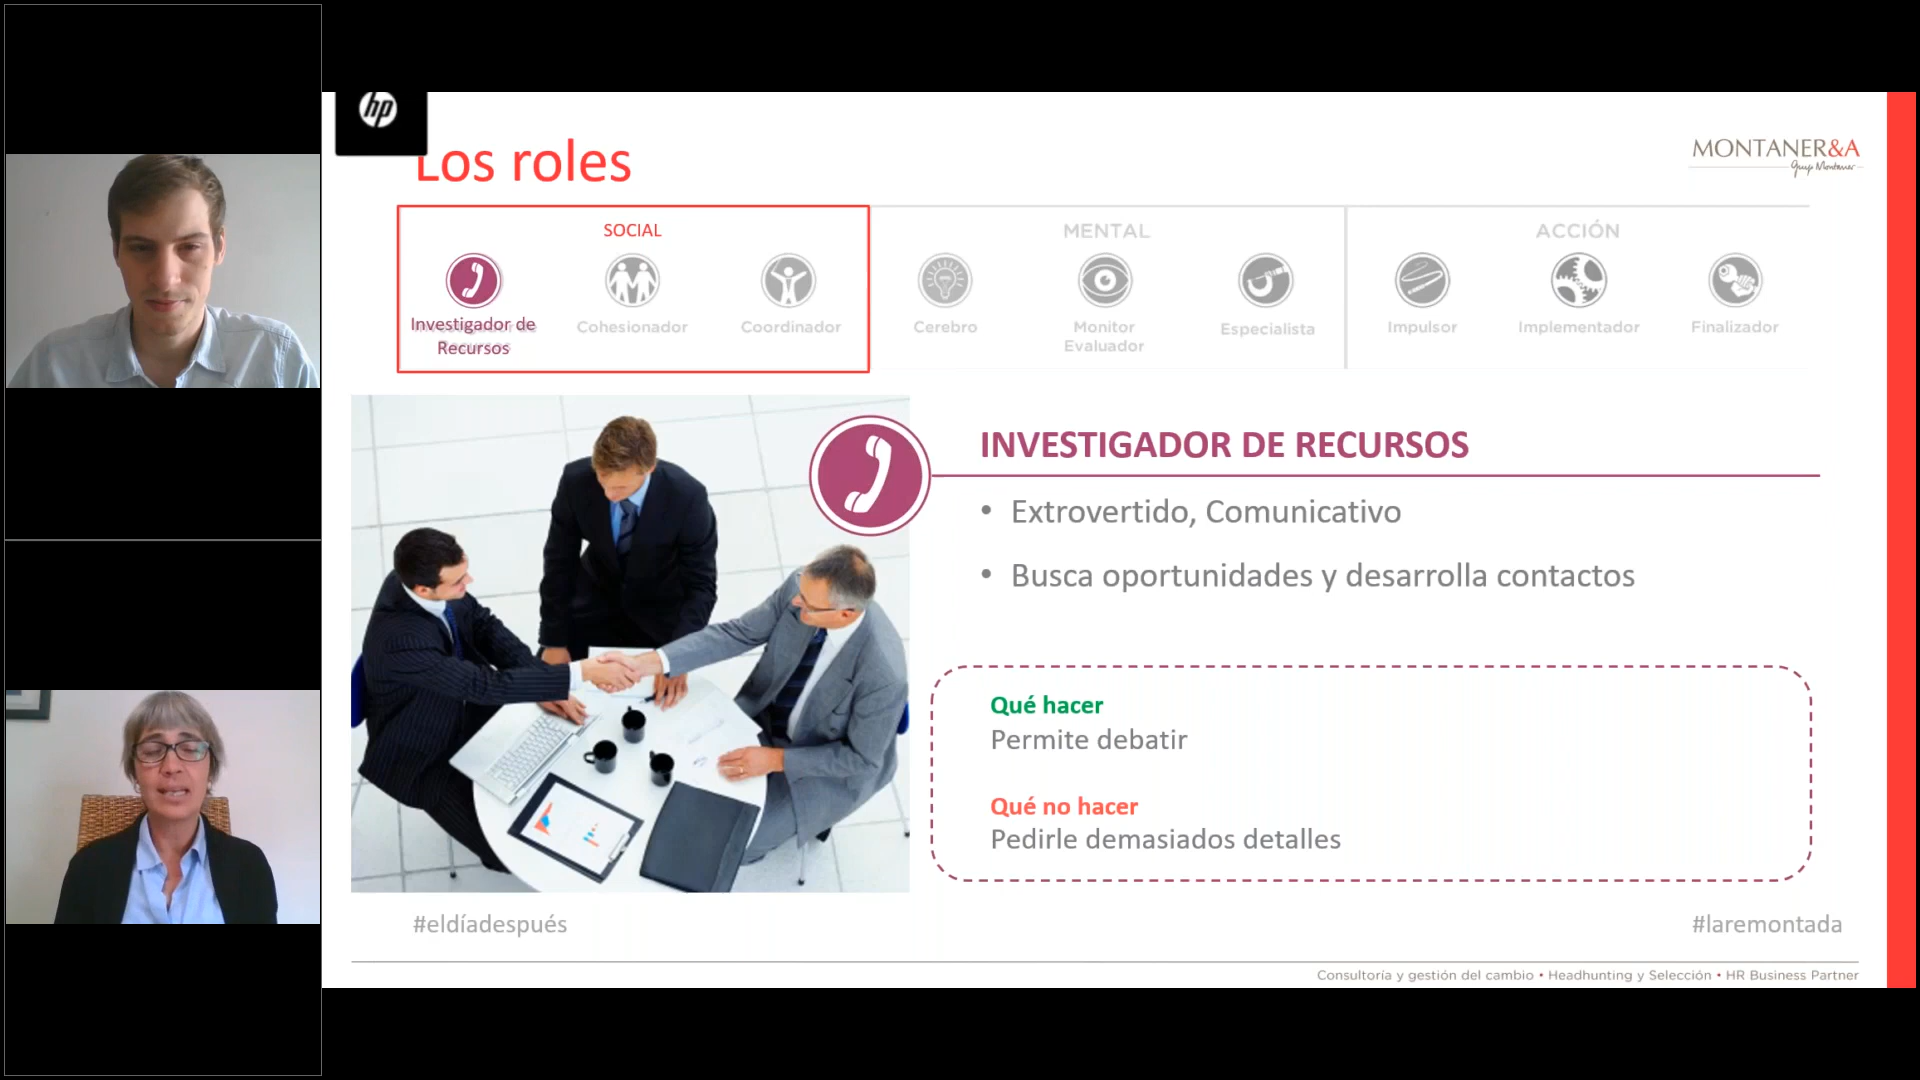 hp
Los roles
MONTANER&A
Grup Montaner
SOCIAL
MENTAL
ACCIÓN
Investigador de
Recursos
Cohesionador
Coordinador
Cerebro
Monitor
Evaluador
Especialista
Impulsor
Implementador
Finalizador
INVESTIGADOR DE RECURSOS
• Extrovertido, Comunicativo
• Busca oportunidades y desarrolla contactos
Qué hacer
Permite debatir
Qué no hacer
Pedirle demasiados detalles
#eldíadespués
#laremontada
Consultoría y gestión del cambio • Headhunting y Selección • HR Business Partner